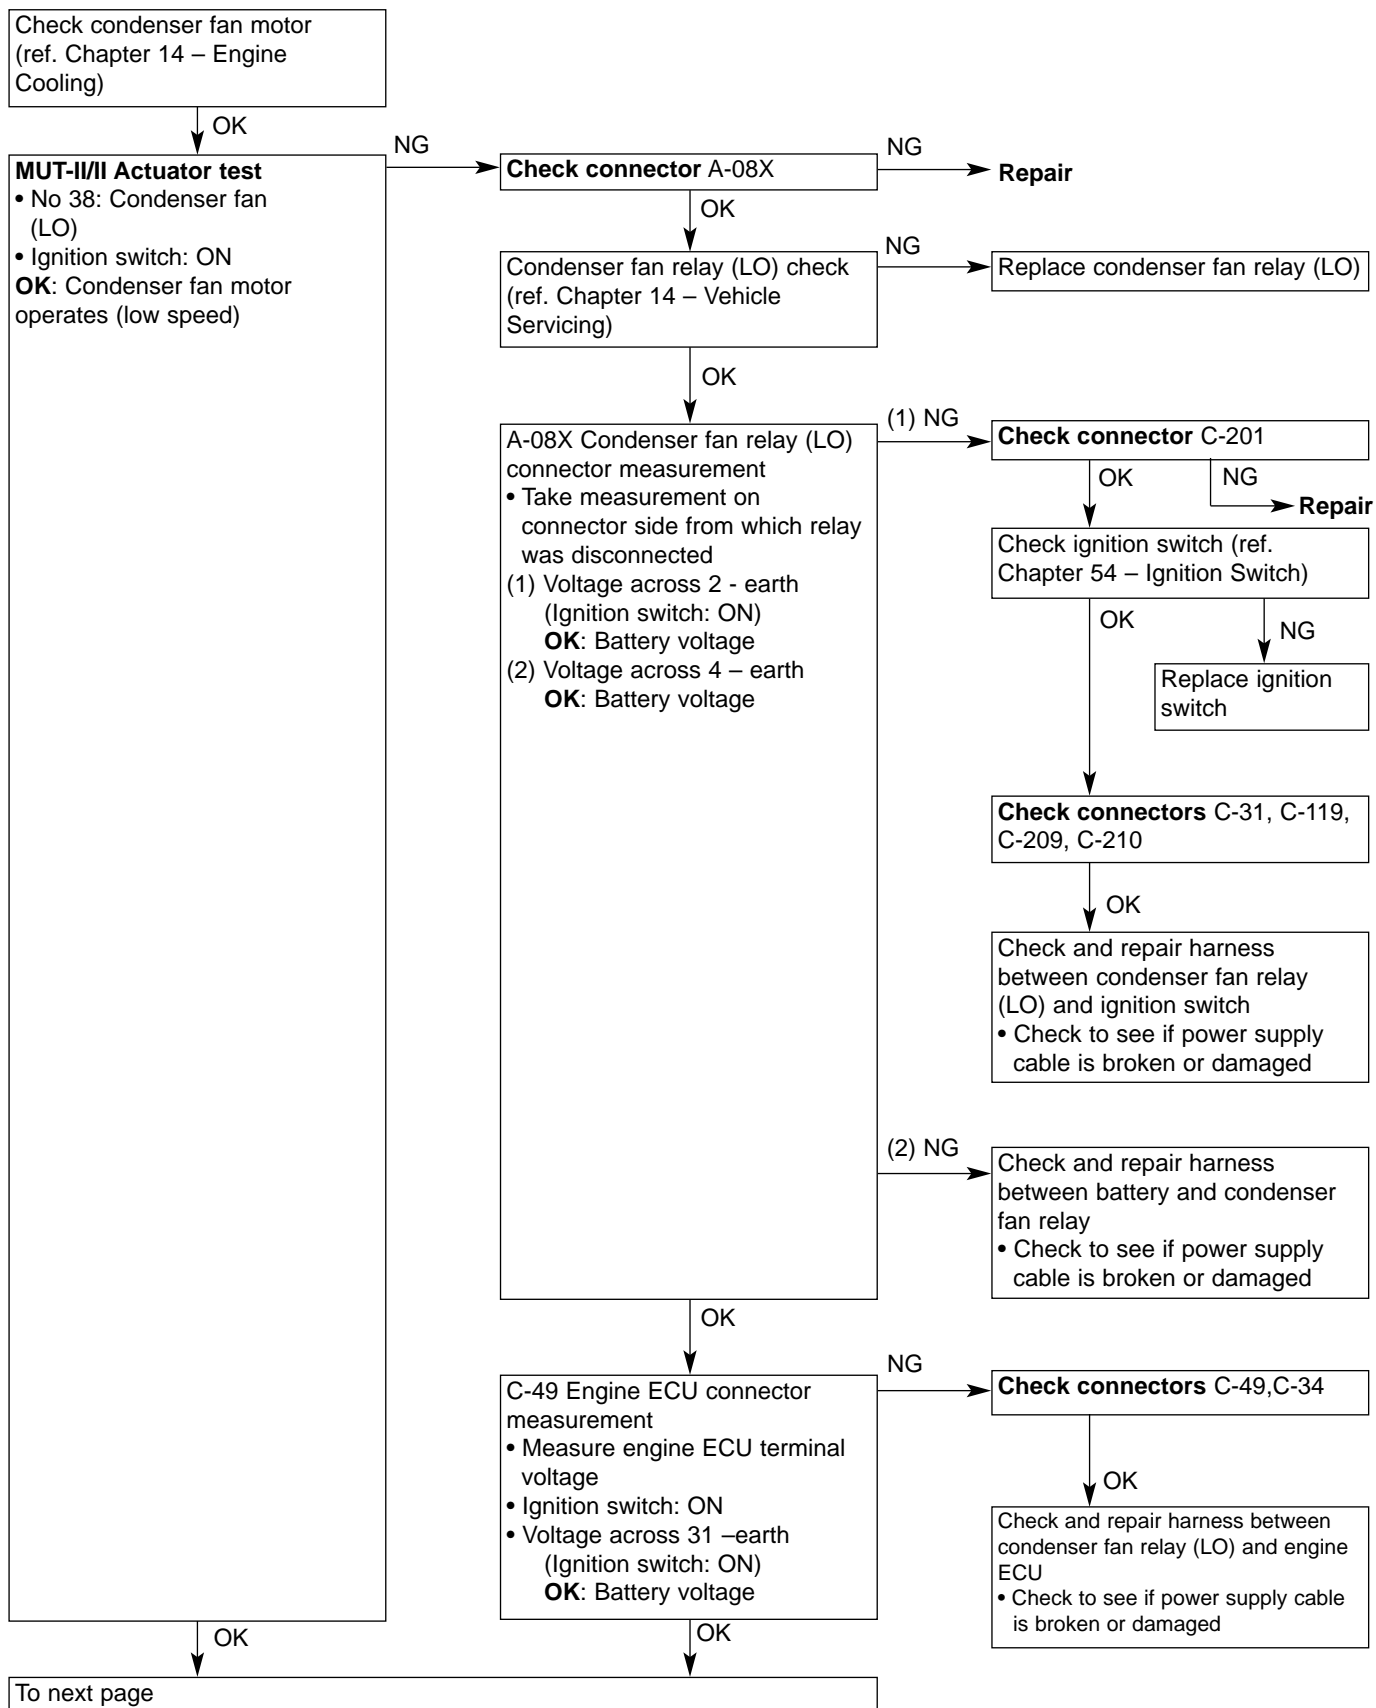 Check condenser fan motor
(ref. Chapter 14 – Engine
Cooling)
OK
MUT-II/II Actuator test
• No 38: Condenser fan
(LO)
• Ignition switch: ON
OK: Condenser fan motor
operates (low speed)
NG
Check connector A-08X
NG
Repair
OK
Condenser fan relay (LO) check
(ref. Chapter 14 – Vehicle
Servicing)
NG
Replace condenser fan relay (LO)
OK
A-08X Condenser fan relay (LO)
connector measurement
• Take measurement on
connector side from which relay
was disconnected
(1) Voltage across 2 - earth
(Ignition switch: ON)
OK: Battery voltage
(2) Voltage across 4 – earth
OK: Battery voltage
(1) NG
Check connector C-201
OK
NG
Repair
Check ignition switch (ref.
Chapter 54 – Ignition Switch)
OK
NG
Replace ignition
switch
Check connectors C-31, C-119,
C-209, C-210
OK
Check and repair harness
between condenser fan relay
(LO) and ignition switch
• Check to see if power supply
cable is broken or damaged
(2) NG
Check and repair harness
between battery and condenser
fan relay
• Check to see if power supply
cable is broken or damaged
OK
C-49 Engine ECU connector
measurement
• Measure engine ECU terminal
voltage
• Ignition switch: ON
• Voltage across 31 –earth
(Ignition switch: ON)
OK: Battery voltage
NG
Check connectors C-49,C-34
OK
Check and repair harness between
condenser fan relay (LO) and engine
ECU
• Check to see if power supply cable
is broken or damaged
OK
OK
To next page